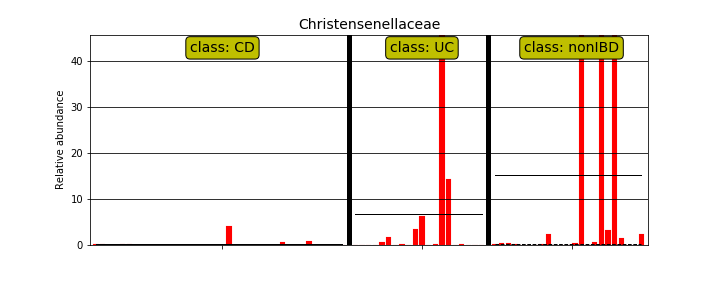 Christensenellaceae
class: CD
class: UC
class: nonIBD
Relative abundance
40
30
20
10
0